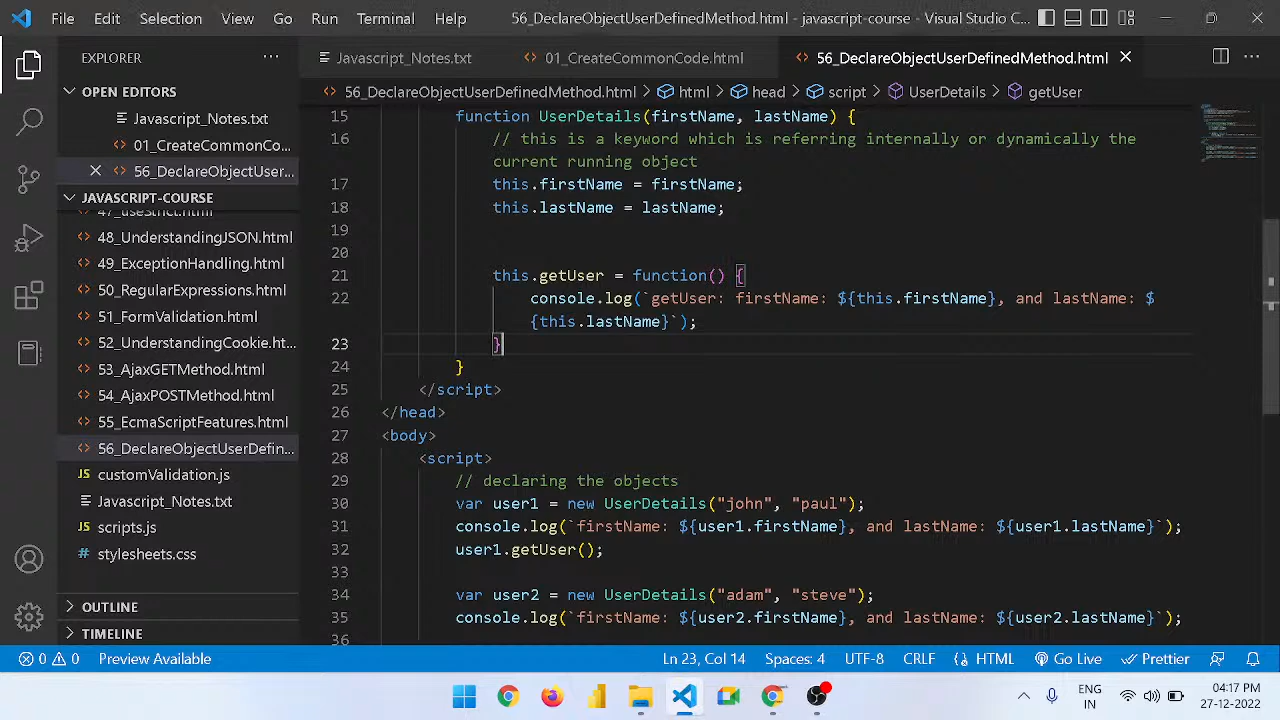 File Edit Selection View Go Run Terminal Help 56_DeclareObjectUserDefinedMethod.html - javascript-course - Visual Studio C...
EXPLORER
OPEN EDITORS
Javascript_Notes.txt
01_CreateCommonCo...
56_DeclareObjectUser...
JAVASCRIPT-COURSE
47_useStrict.html
48_UnderstandingJSON.html
49_ExceptionHandling.html
50_RegularExpressions.html
51_FormValidation.html
52_UnderstandingCookie.ht...
53_AjaxGETMethod.html
54_AjaxPOSTMethod.html
55_EcmaScriptFeatures.html
56_DeclareObjectUserDefin...
JS customValidation.js
Javascript_Notes.txt
JS scripts.js
# stylesheets.css
OUTLINE
TIMELINE
Javascript_Notes.txt 01_CreateCommonCode.html 56_DeclareObjectUserDefinedMethod.html
56_DeclareObjectUserDefinedMethod.html > html > head > script > UserDetails > getUser
15 function UserDetails(firstName, lastName) {
16 // this is a keyword which is referring internally or dynamically the
current running object
17 this.firstName = firstName;
18 this.lastName = lastName;
19
20
21 this.getUser = function() {
22 console.log(`getUser: firstName: ${this.firstName}, and lastName: $
{this.lastName}`);
23 }
24 }
25 </script>
26 </head>
27 <body>
28 <script>
29 // declaring the objects
30 var user1 = new UserDetails("john", "paul");
31 console.log(`firstName: ${user1.firstName}, and lastName: ${user1.lastName}`);
32 user1.getUser();
33
34 var user2 = new UserDetails("adam", "steve");
35 console.log(`firstName: ${user2.firstName}, and lastName: ${user2.lastName}`);
36
0 0 Preview Available Ln 23, Col 14 Spaces: 4 UTF-8 CRLF HTML Go Live Prettier
ENG
IN
04:17 PM
27-12-2022